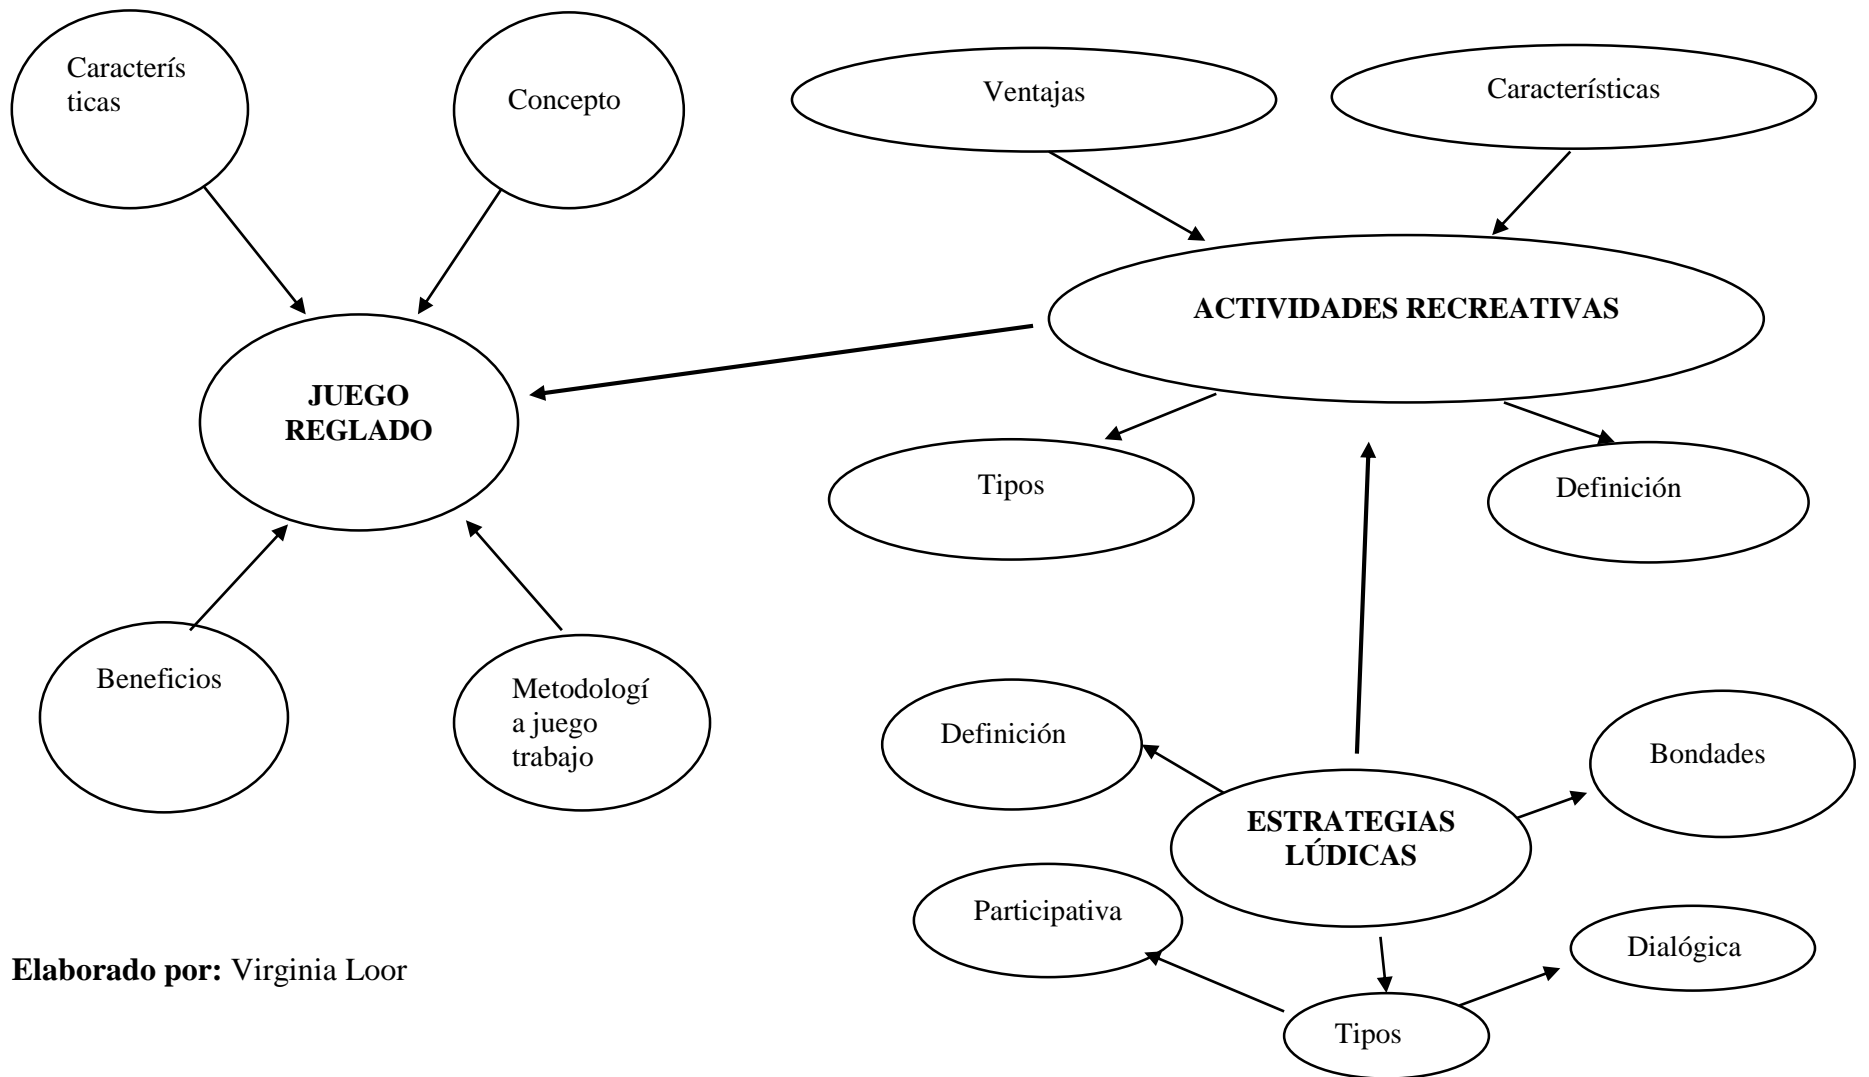 Caracterís
ticas
Concepto
Ventajas
Características
ACTIVIDADES RECREATIVAS
JUEGO
REGLADO
Tipos
Definición
Beneficios
Metodologí
a juego
trabajo
Definición
Bondades
ESTRATEGIAS
LÚDICAS
Participativa
Dialógica
Tipos
Elaborado por: Virginia Loor